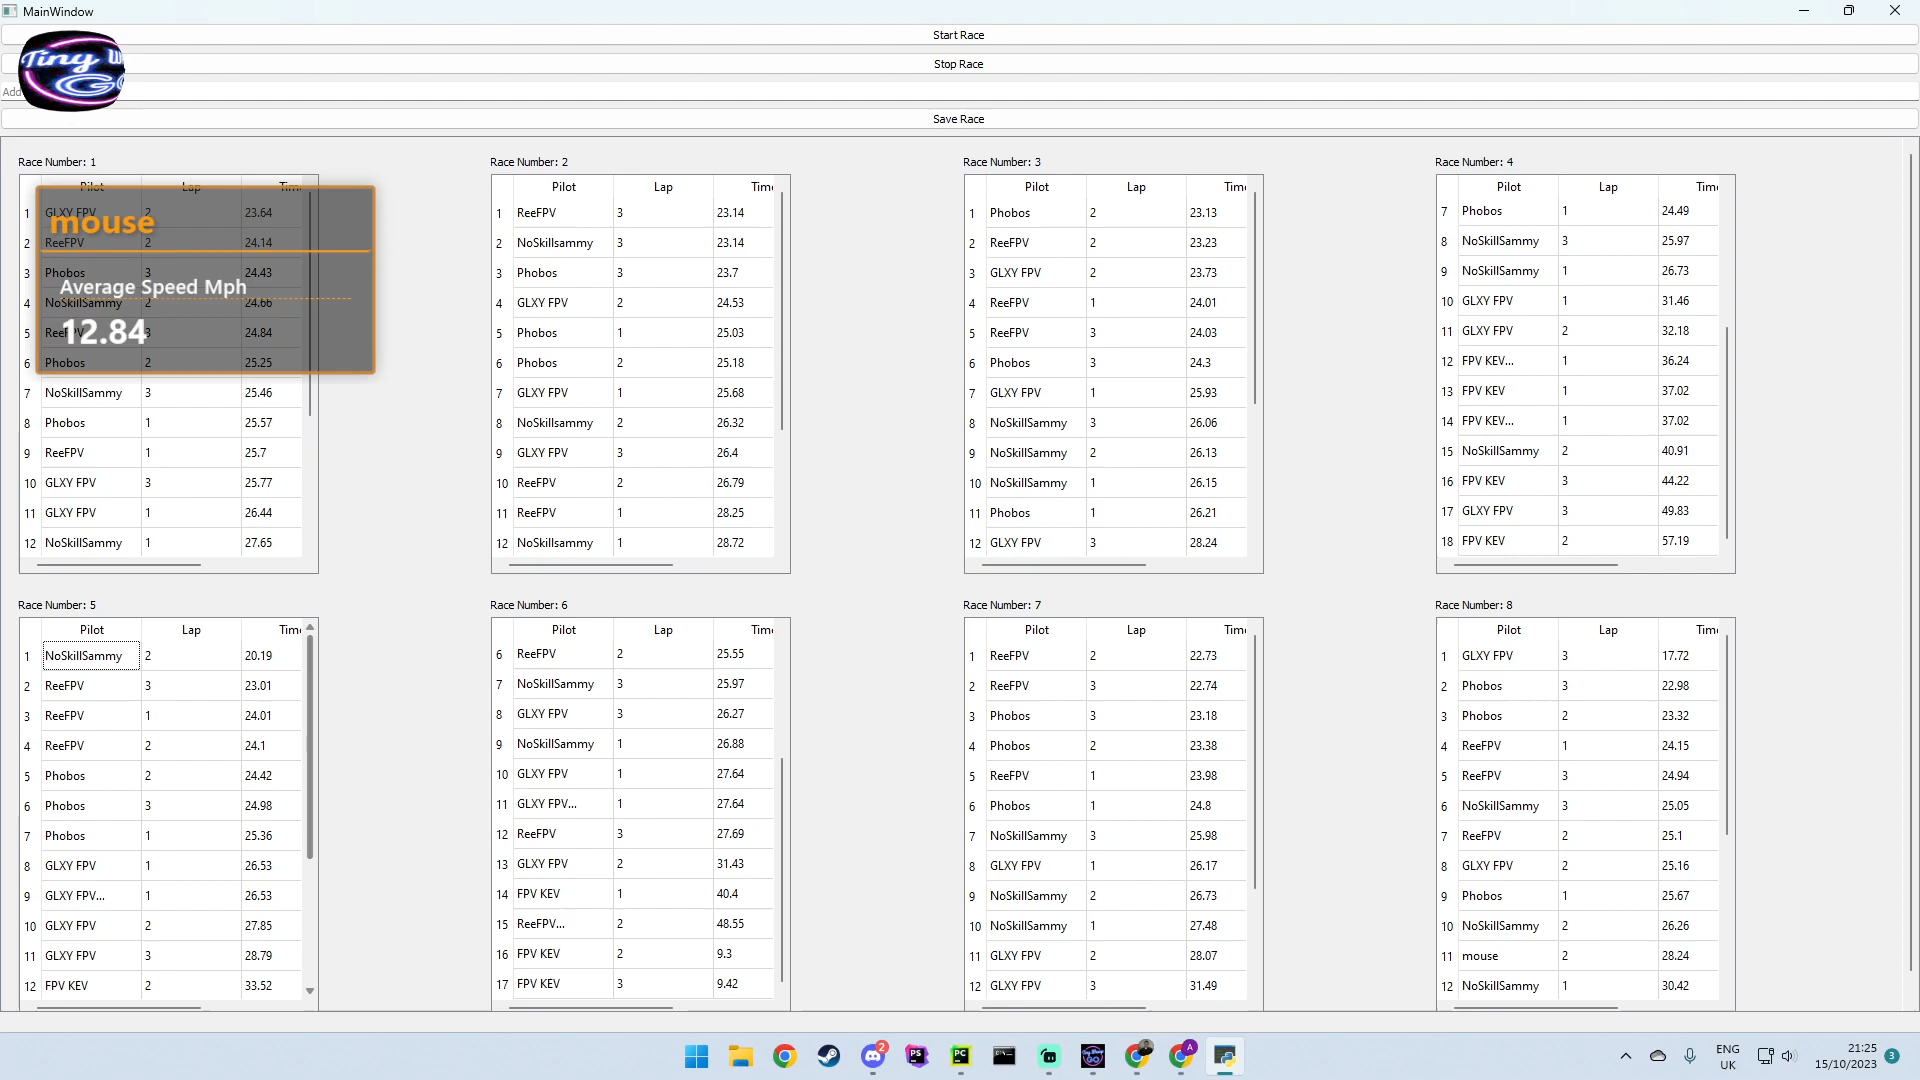 MainWindow
Start Race
Stop Race
Add
Save Race
Tiny W
GO
Race Number: 1
Pilot Lap Time
1 GLXY FPV 2 23.64
2 ReeFPV 2 24.14
3 Phobos 3 24.43
4 NoSkillSammy 2 24.66
5 ReeFPV 3 24.84
6 Phobos 2 25.25
7 NoSkillSammy 3 25.46
8 Phobos 1 25.57
9 ReeFPV 1 25.7
10 GLXY FPV 3 25.77
11 GLXY FPV 1 26.44
12 NoSkillSammy 1 27.65
mouse
Average Speed Mph
12.84
Race Number: 2
Pilot Lap Time
1 ReeFPV 3 23.14
2 NoSkillsammy 3 23.14
3 Phobos 3 23.7
4 GLXY FPV 2 24.53
5 Phobos 1 25.03
6 Phobos 2 25.18
7 GLXY FPV 1 25.68
8 NoSkillsammy 2 26.32
9 GLXY FPV 3 26.4
10 ReeFPV 2 26.79
11 ReeFPV 1 28.25
12 NoSkillsammy 1 28.72
Race Number: 3
Pilot Lap Time
1 Phobos 2 23.13
2 ReeFPV 2 23.23
3 GLXY FPV 2 23.73
4 ReeFPV 1 24.01
5 ReeFPV 3 24.03
6 Phobos 3 24.3
7 GLXY FPV 1 25.93
8 NoSkillSammy 3 26.06
9 NoSkillSammy 2 26.13
10 NoSkillSammy 1 26.15
11 Phobos 1 26.21
12 GLXY FPV 3 28.24
Race Number: 4
Pilot Lap Time
7 Phobos 1 24.49
8 NoSkillSammy 3 25.97
9 NoSkillSammy 1 26.73
10 GLXY FPV 1 31.46
11 GLXY FPV 2 32.18
12 FPV KEV... 1 36.24
13 FPV KEV 1 37.02
14 FPV KEV... 1 37.02
15 NoSkillSammy 2 40.91
16 FPV KEV 3 44.22
17 GLXY FPV 3 49.83
18 FPV KEV 2 57.19
Race Number: 5
Pilot Lap Time
1 NoSkillSammy 2 20.19
2 ReeFPV 3 23.01
3 ReeFPV 1 24.01
4 ReeFPV 2 24.1
5 Phobos 2 24.42
6 Phobos 3 24.98
7 Phobos 1 25.36
8 GLXY FPV 1 26.53
9 GLXY FPV... 1 26.53
10 GLXY FPV 2 27.85
11 GLXY FPV 3 28.79
12 FPV KEV 2 33.52
Race Number: 6
Pilot Lap Time
6 ReeFPV 2 25.55
7 NoSkillSammy 3 25.97
8 GLXY FPV 3 26.27
9 NoSkillSammy 1 26.88
10 GLXY FPV 1 27.64
11 GLXY FPV... 1 27.64
12 ReeFPV 3 27.69
13 GLXY FPV 2 31.43
14 FPV KEV 1 40.4
15 ReeFPV... 2 48.55
16 FPV KEV 2 9.3
17 FPV KEV 3 9.42
Race Number: 7
Pilot Lap Time
1 ReeFPV 2 22.73
2 ReeFPV 3 22.74
3 Phobos 3 23.18
4 Phobos 2 23.38
5 ReeFPV 1 23.98
6 Phobos 1 24.8
7 NoSkillSammy 3 25.98
8 GLXY FPV 1 26.17
9 NoSkillSammy 2 26.73
10 NoSkillSammy 1 27.48
11 GLXY FPV 2 28.07
12 GLXY FPV 3 31.49
Race Number: 8
Pilot Lap Time
1 GLXY FPV 3 17.72
2 Phobos 3 22.98
3 Phobos 2 23.32
4 ReeFPV 1 24.15
5 ReeFPV 3 24.94
6 NoSkillSammy 3 25.05
7 ReeFPV 2 25.1
8 GLXY FPV 2 25.16
9 Phobos 1 25.67
10 NoSkillSammy 2 26.26
11 mouse 2 28.24
12 NoSkillSammy 1 30.42
2
PS
PC
A
ENG
UK
21:25
15/10/2023
3